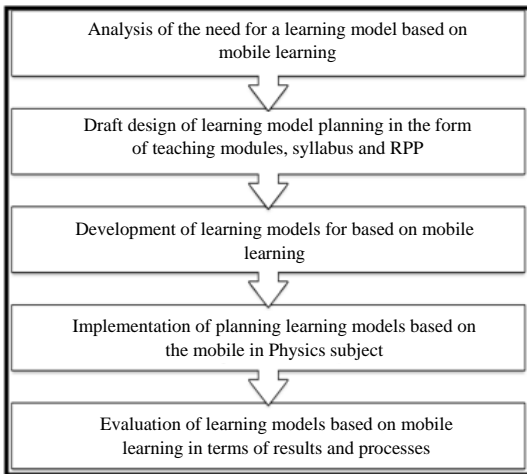 Analysis of the need for a learning model based on
mobile learning
Draft design of learning model planning in the form
of teaching modules, syllabus and RPP
Development of learning models for based on mobile
learning
Implementation of planning learning models based on
the mobile in Physics subject
Evaluation of learning models based on mobile
learning in terms of results and processes